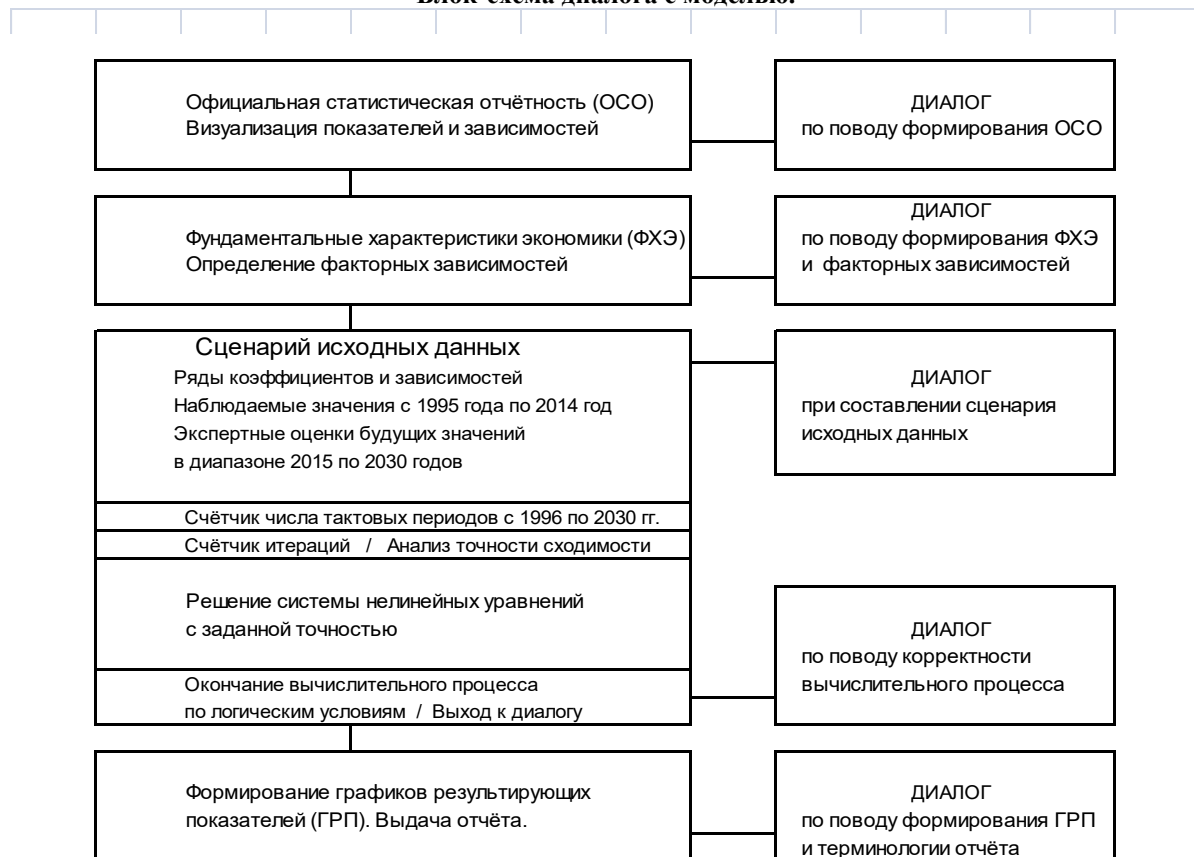 Блок-схема диалога с моделью.
Официальная статистическая отчётность (ОСО)
Визуализация показателей и зависимостей
ДИАЛОГ
по поводу формирования ОСО
Фундаментальные характеристики экономики (ФХЭ)
Определение факторных зависимостей
ДИАЛОГ
по поводу формирования ФХЭ
и факторных зависимостей
Сценарий исходных данных
Ряды коэффициентов и зависимостей
Наблюдаемые значения с 1995 года по 2014 год
Экспертные оценки будущих значений
в диапазоне 2015 по 2030 годов
ДИАЛОГ
при составлении сценария
исходных данных
Счётчик числа тактовых периодов с 1996 по 2030 гг.
Счётчик итераций / Анализ точности сходимости
Решение системы нелинейных уравнений
с заданной точностью
Окончание вычислительного процесса
по логическим условиям / Выход к диалогу
ДИАЛОГ
по поводу корректности
вычислительного процесса
Формирование графиков результирующих
показателей (ГРП). Выдача отчёта.
ДИАЛОГ
по поводу формирования ГРП
и терминологии отчёта